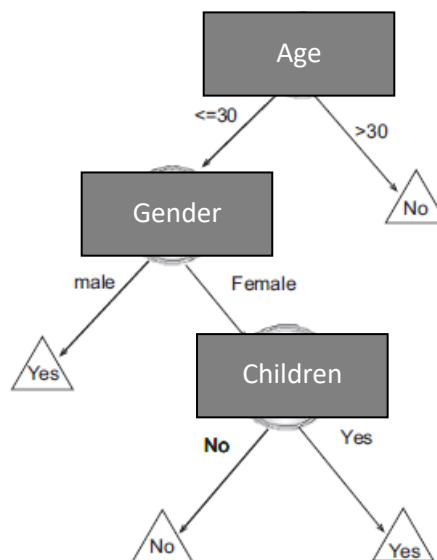 Age
<=30
>30
Gender
No
male
Female
Yes
Children
No
Yes
No
Yes